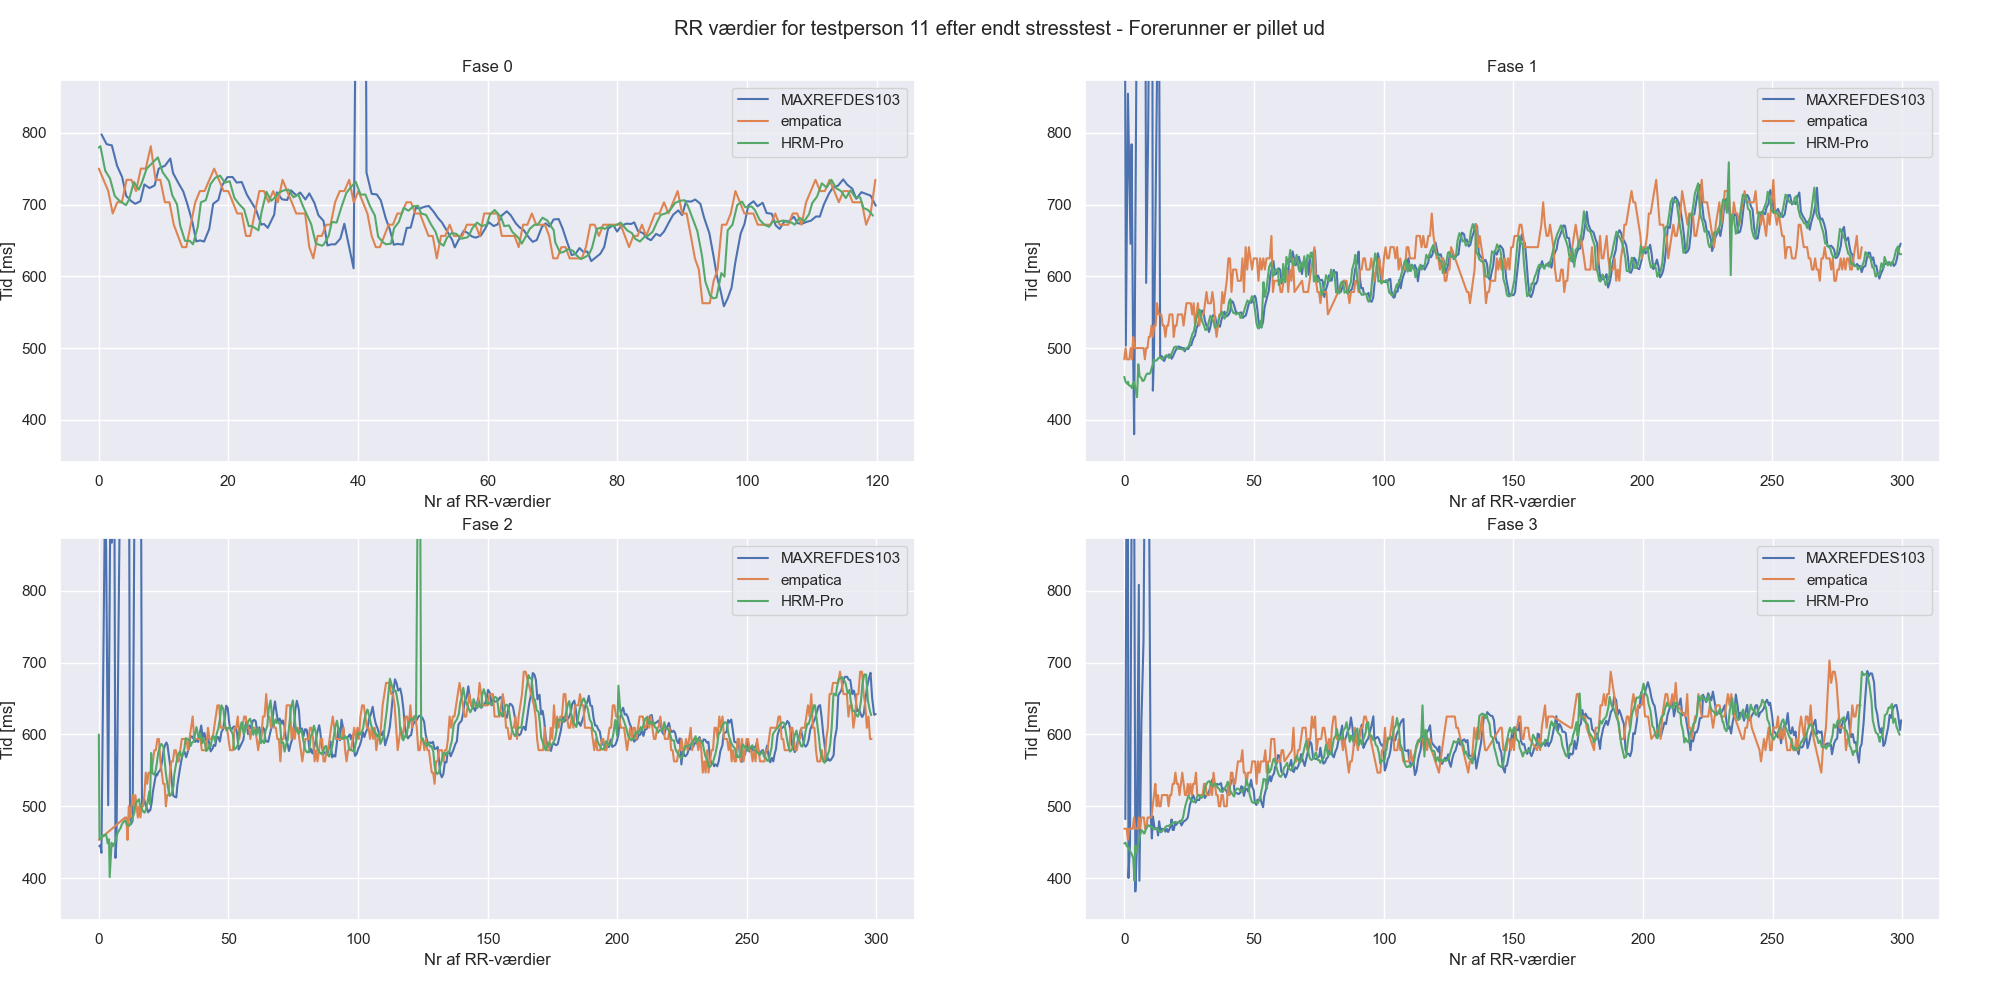 RR værdier for testperson 11 efter endt stresstest - Forerunner er pillet ud
Fase 0
800
700
600
500
400
Tid [ms]
MAXREFDES103
empatica
HRM-Pro
0 20 40 60 80 100 120
Nr af RR-værdier
Fase 1
800
700
600
500
400
Tid [ms]
MAXREFDES103
empatica
HRM-Pro
0 50 100 150 200 250 300
Nr af RR-værdier
Fase 2
800
700
600
500
400
Tid [ms]
MAXREFDES103
empatica
HRM-Pro
0 50 100 150 200 250 300
Nr af RR-værdier
Fase 3
800
700
600
500
400
Tid [ms]
MAXREFDES103
empatica
HRM-Pro
0 50 100 150 200 250 300
Nr af RR-værdier